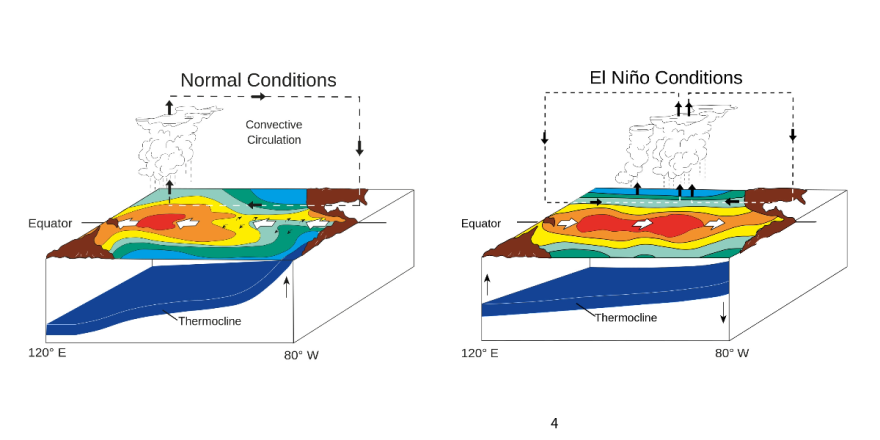 Normal Conditions
Convective
Circulation
Equator
Thermocline
120° E
80° W
El Niño Conditions
Equator
Thermocline
120° E
80° W
4